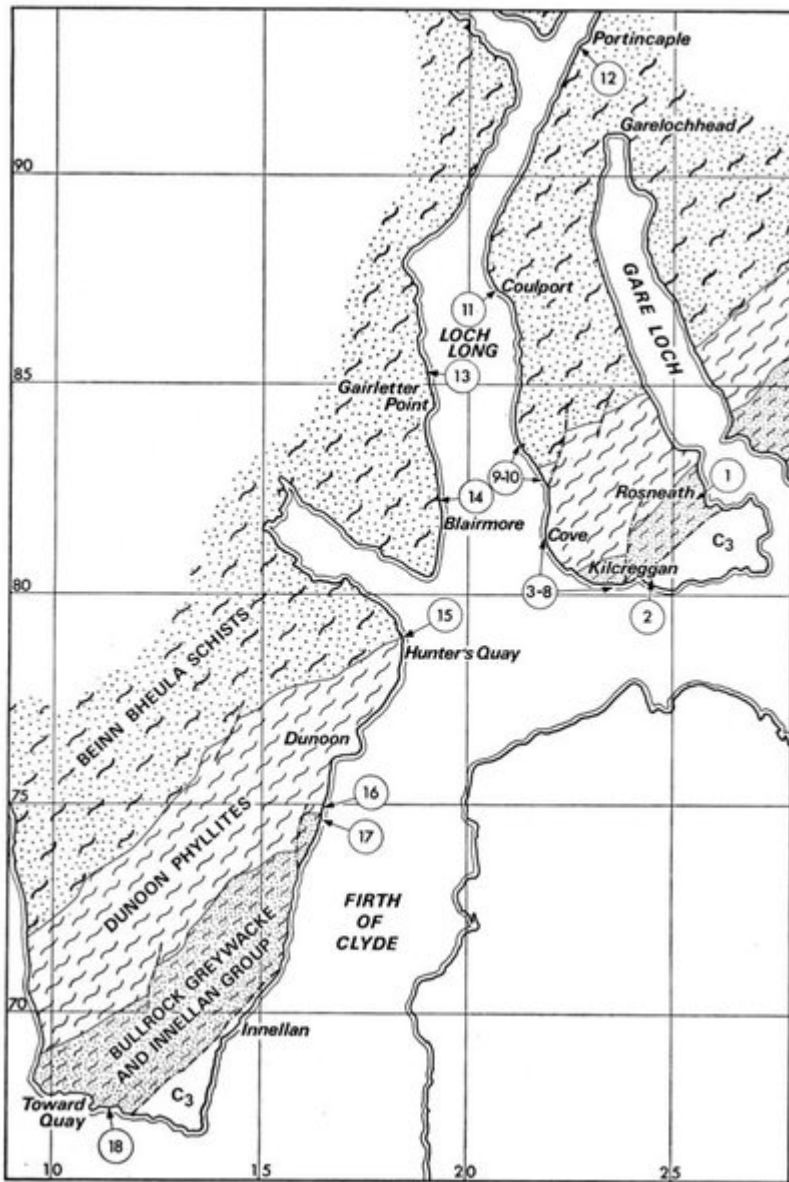 Portincaple
12
Garelochhead
90
GARE LOCH
Coulport
11
LOCH
LONG
85
13
Gairletter
Point
1
9-10
Rosneath
14
Blairmore
Cove
C3
Kilcreggan
80
3-8
2
15
Hunter's Quay
BEINN BHEULA SCHISTS
Dunoon
16
75
17
DUNOON PHYLLITES
FIRTH
OF
CLYDE
BULLROCK GREYWACKE
AND INNELLAN GROUP
70
Innellan
C3
Toward
Quay
18
10
15
20
25